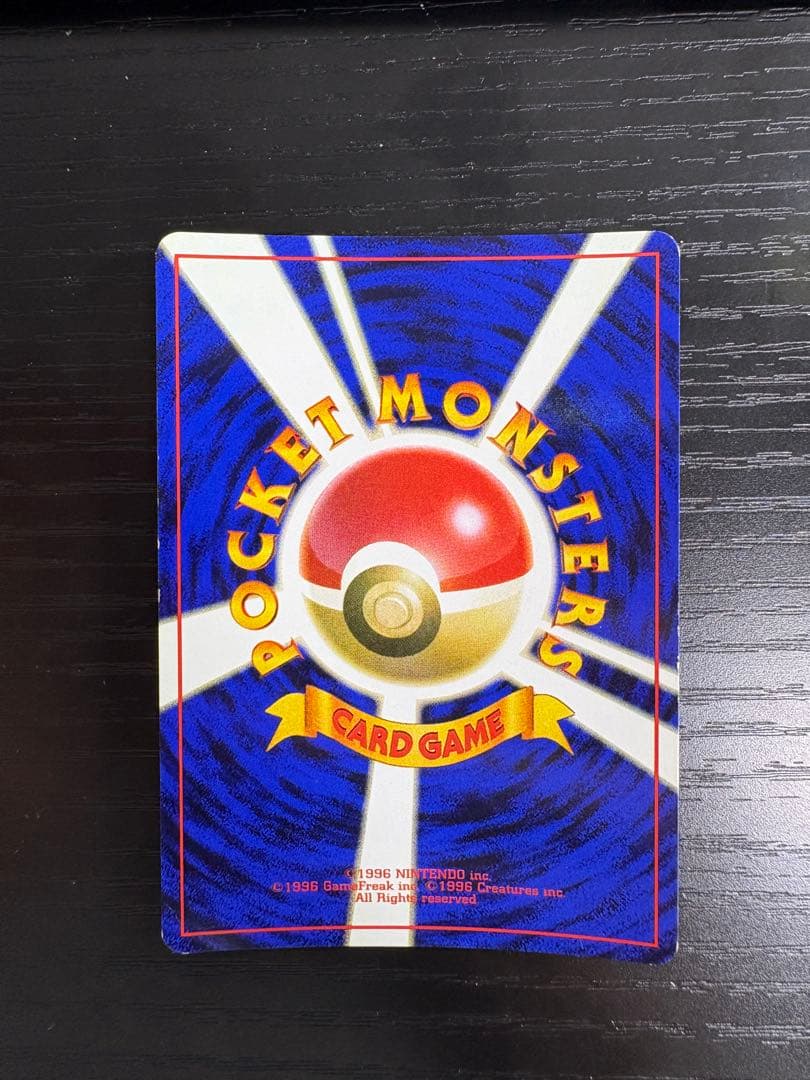 POCKET MONSTERS
CARD GAME
©1996 NINTENDO inc.
©1996 GameFreak inc. ©1996 Creatures inc.
All Rights reserved